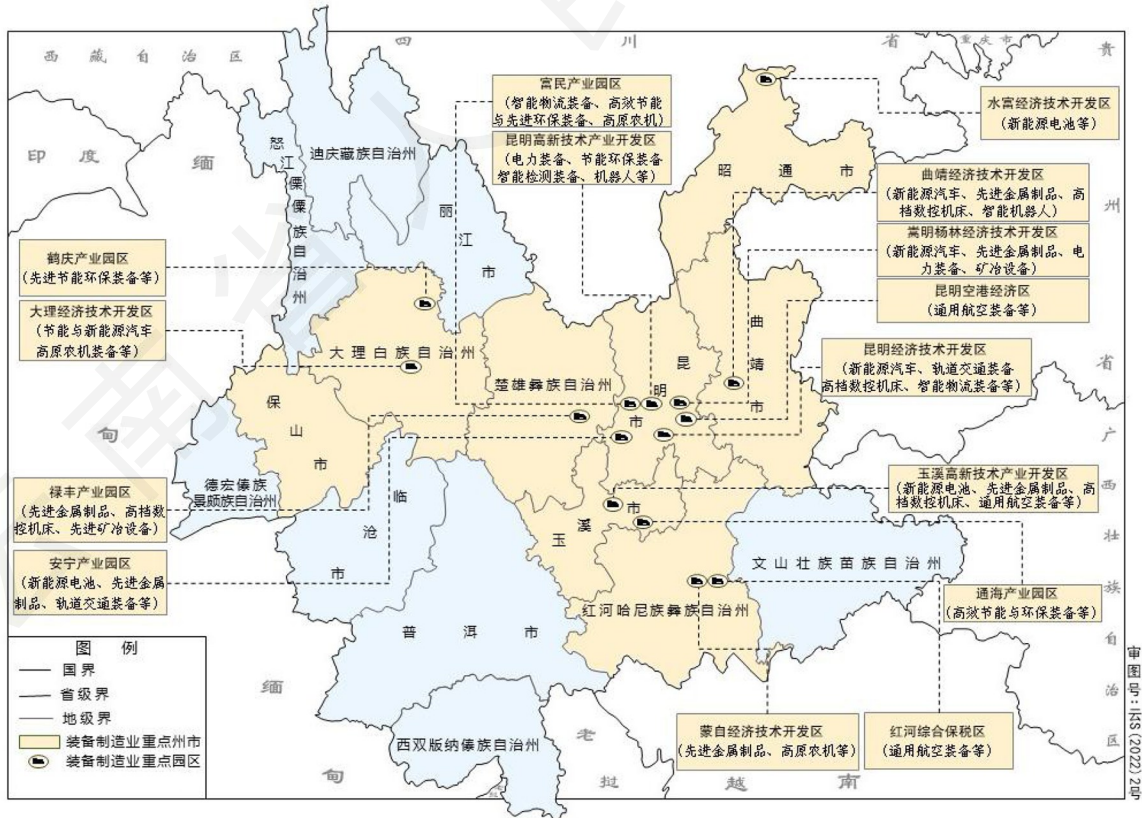 西藏自治区
四川省
重庆市
贵州省
印度
缅甸
怒江傈僳族自治州
迪庆藏族自治州
丽江市
昭通市
富民产业园区
(智能物流装备、高效节能
与先进环保装备、高原农机)
昆明高新技术产业开发区
(电力装备、节能环保装备
智能检测装备、机器人等)
水富经济技术开发区
(新能源电池等)
曲靖经济技术开发区
(新能源汽车、先进金属制品、高
档数控机床、智能机器人)
嵩明杨林经济技术开发区
(新能源汽车、先进金属制品、电
力装备、矿冶设备)
昆明空港经济区
(通用航空装备等)
昆明经济技术开发区
(新能源汽车、轨道交通装备
高档数控机床、智能物流装备)
鹤庆产业园区
(先进节能环保装备等)
大理经济技术开发区
(节能与新能源汽车
高原农机装备等)
大理白族自治州
楚雄彝族自治州
昆明市
曲靖市
保山市
德宏傣族
景颇族自治州
临沧市
玉溪市
禄丰产业园区
(先进金属制品、高档数
控机床、先进矿冶设备)
安宁产业园区
(新能源电池、先进金属
制品、轨道交通装备等)
玉溪高新技术产业开发区
(新能源电池、先进金属制品、高
档数控机床、通用航空装备等)
文山壮族苗族自治州
通海产业园区
(高效节能与环保装备等)
红河哈尼族彝族自治州
普洱市
西双版纳傣族自治州
蒙自经济技术开发区
(先进金属制品、高原农机等)
红河综合保税区
(通用航空装备等)
广西壮族自治区
缅甸
老挝
越南
图例
国界
省级界
地级界
装备制造业重点州市
装备制造业重点园区